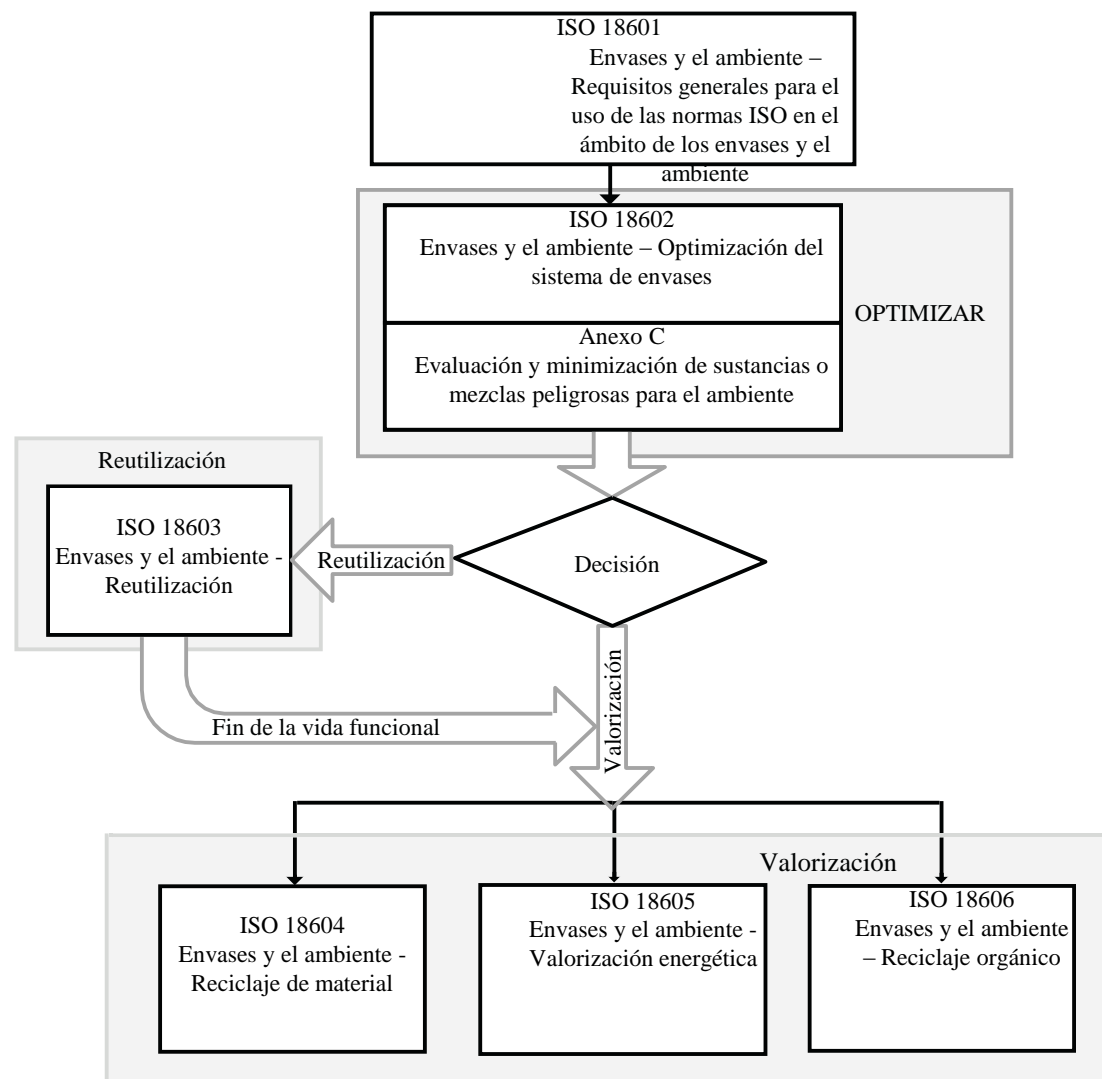 ISO 18601
Envases y el ambiente –
Requisitos generales para el
uso de las normas ISO en el
ámbito de los envases y el
ambiente
ISO 18602
Envases y el ambiente – Optimización del
sistema de envases
OPTIMIZAR
Anexo C
Evaluación y minimización de sustancias o
mezclas peligrosas para el ambiente
Reutilización
ISO 18603
Envases y el ambiente -
Reutilización
Reutilización
Decisión
Valorización
Fin de la vida funcional
Valorización
ISO 18604
Envases y el ambiente -
Reciclaje de material
ISO 18605
Envases y el ambiente -
Valorización energética
ISO 18606
Envases y el ambiente
– Reciclaje orgánico